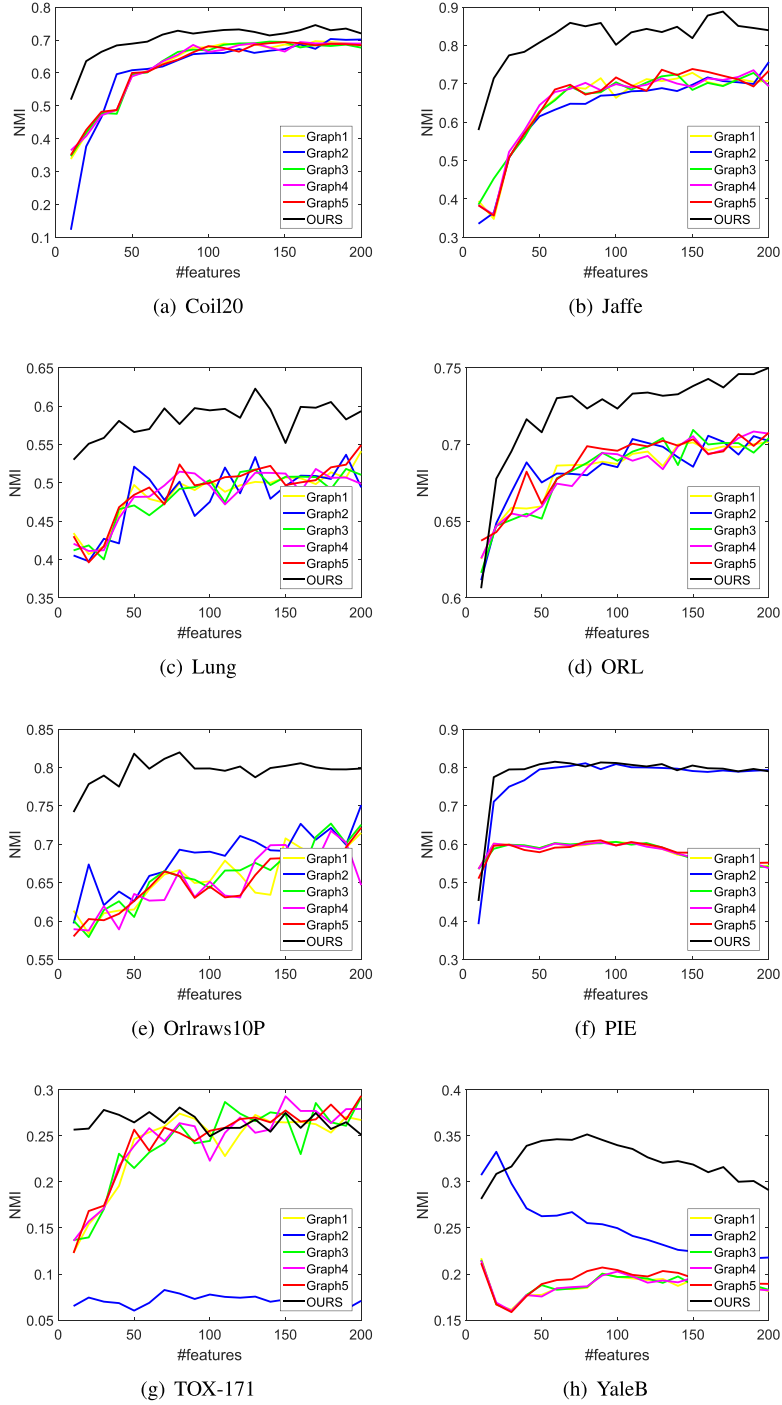 0.8
0.7
0.6
0.5
0.4
0.3
0.2
0.1
NMI
0 50 100 150 200
#features
Graph1
Graph2
Graph3
Graph4
Graph5
OURS
(a) Coil20
0.9
0.8
0.7
0.6
0.5
0.4
0.3
NMI
0 50 100 150 200
#features
Graph1
Graph2
Graph3
Graph4
Graph5
OURS
(b) Jaffe
0.65
0.6
0.55
0.5
0.45
0.4
0.35
NMI
0 50 100 150 200
#features
Graph1
Graph2
Graph3
Graph4
Graph5
OURS
(c) Lung
0.75
0.7
0.65
0.6
NMI
0 50 100 150 200
#features
Graph1
Graph2
Graph3
Graph4
Graph5
OURS
(d) ORL
0.85
0.8
0.75
0.7
0.65
0.6
0.55
NMI
0 50 100 150 200
#features
Graph1
Graph2
Graph3
Graph4
Graph5
OURS
(e) Orlraws10P
0.9
0.8
0.7
0.6
0.5
0.4
0.3
NMI
0 50 100 150 200
#features
Graph1
Graph2
Graph3
Graph4
Graph5
OURS
(f) PIE
0.3
0.25
0.2
0.15
0.1
0.05
NMI
0 50 100 150 200
#features
Graph1
Graph2
Graph3
Graph4
Graph5
OURS
(g) TOX-171
0.4
0.35
0.3
0.25
0.2
0.15
NMI
0 50 100 150 200
#features
Graph1
Graph2
Graph3
Graph4
Graph5
OURS
(h) YaleB